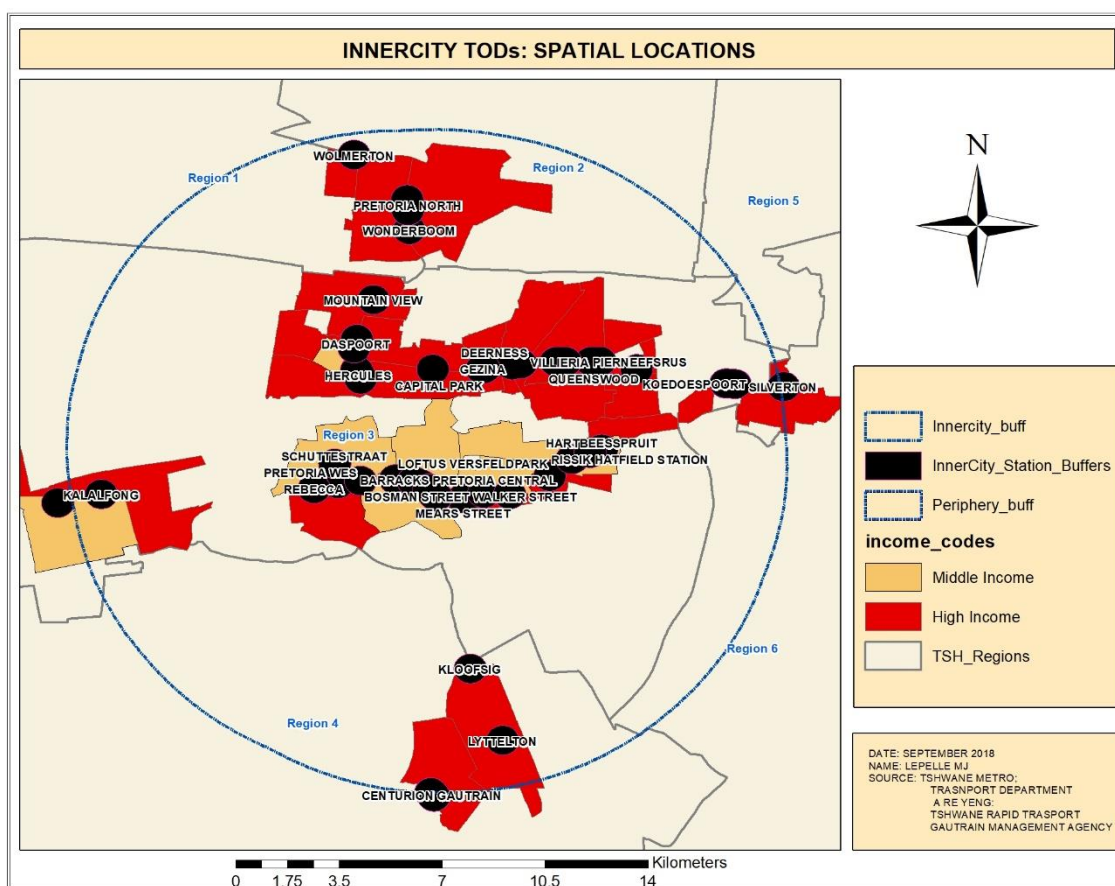 INNERCITY TODs: SPATIAL LOCATIONS
WOLMERTON
Region 1
Region 2
PRETORIA NORTH
Region 5
WONDERBOOM
N
MOUNTAIN VIEW
DASPOORT
DEERNESS
VILLIERIA PIERNEEFSRUS
HERCULES
GEZINA
CAPITAL PARK
QUEENSWOOD
KOEDOESPOORT
SILVERTON
Region 3
HARTBEESSPRUIT
SCHUTTESTRAAT
LOFTUS VERSFELDPARK
RISSIK HATFIELD STATION
PRETORIA WES
BARRACKS PRETORIA CENTRAL
REBECCA
BOSMAN STREET WALKER STREET
KALALFONG
MEARS STREET
KLOOFSIG
Region 6
Region 4
LYTTELTON
CENTURION GAUTRAIN
Innercity_buff
InnerCity_Station_Buffers
Periphery_buff
income_codes
Middle Income
High Income
TSH_Regions
DATE: SEPTEMBER 2018
NAME: LEPELLE MJ
SOURCE: TSHWANE METRO;
TRASNPORT DEPARTMENT
A RE YENG:
TSHWANE RAPID TRASPORT
GAUTRAIN MANAGEMENT AGENCY
Kilometers
0 1.75 3.5 7 10.5 14